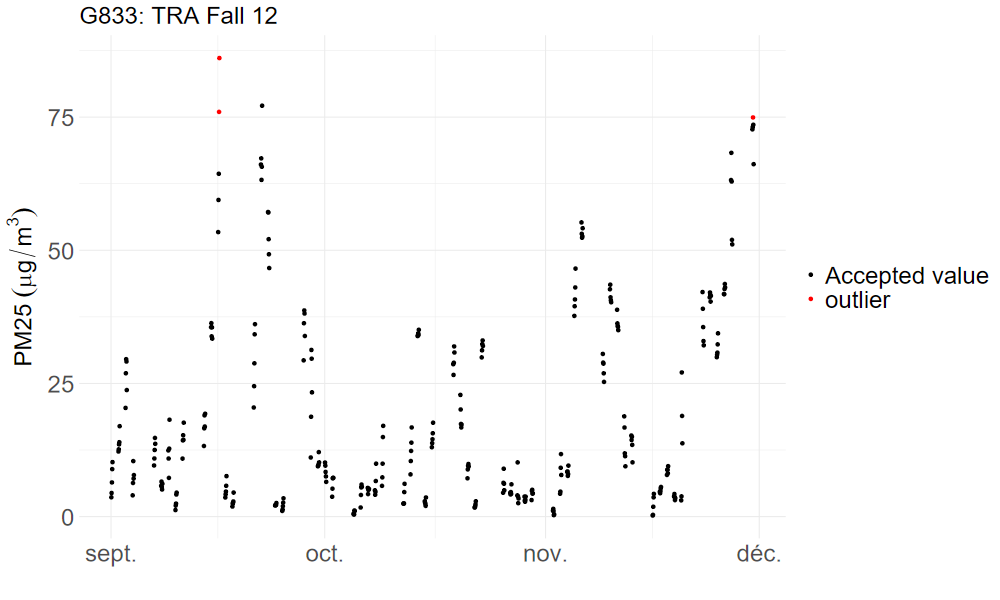 G833: TRA Fall 12
PM25 (μg/m³)
75
50
25
0
sept.
oct.
nov.
déc.
Accepted value
outlier